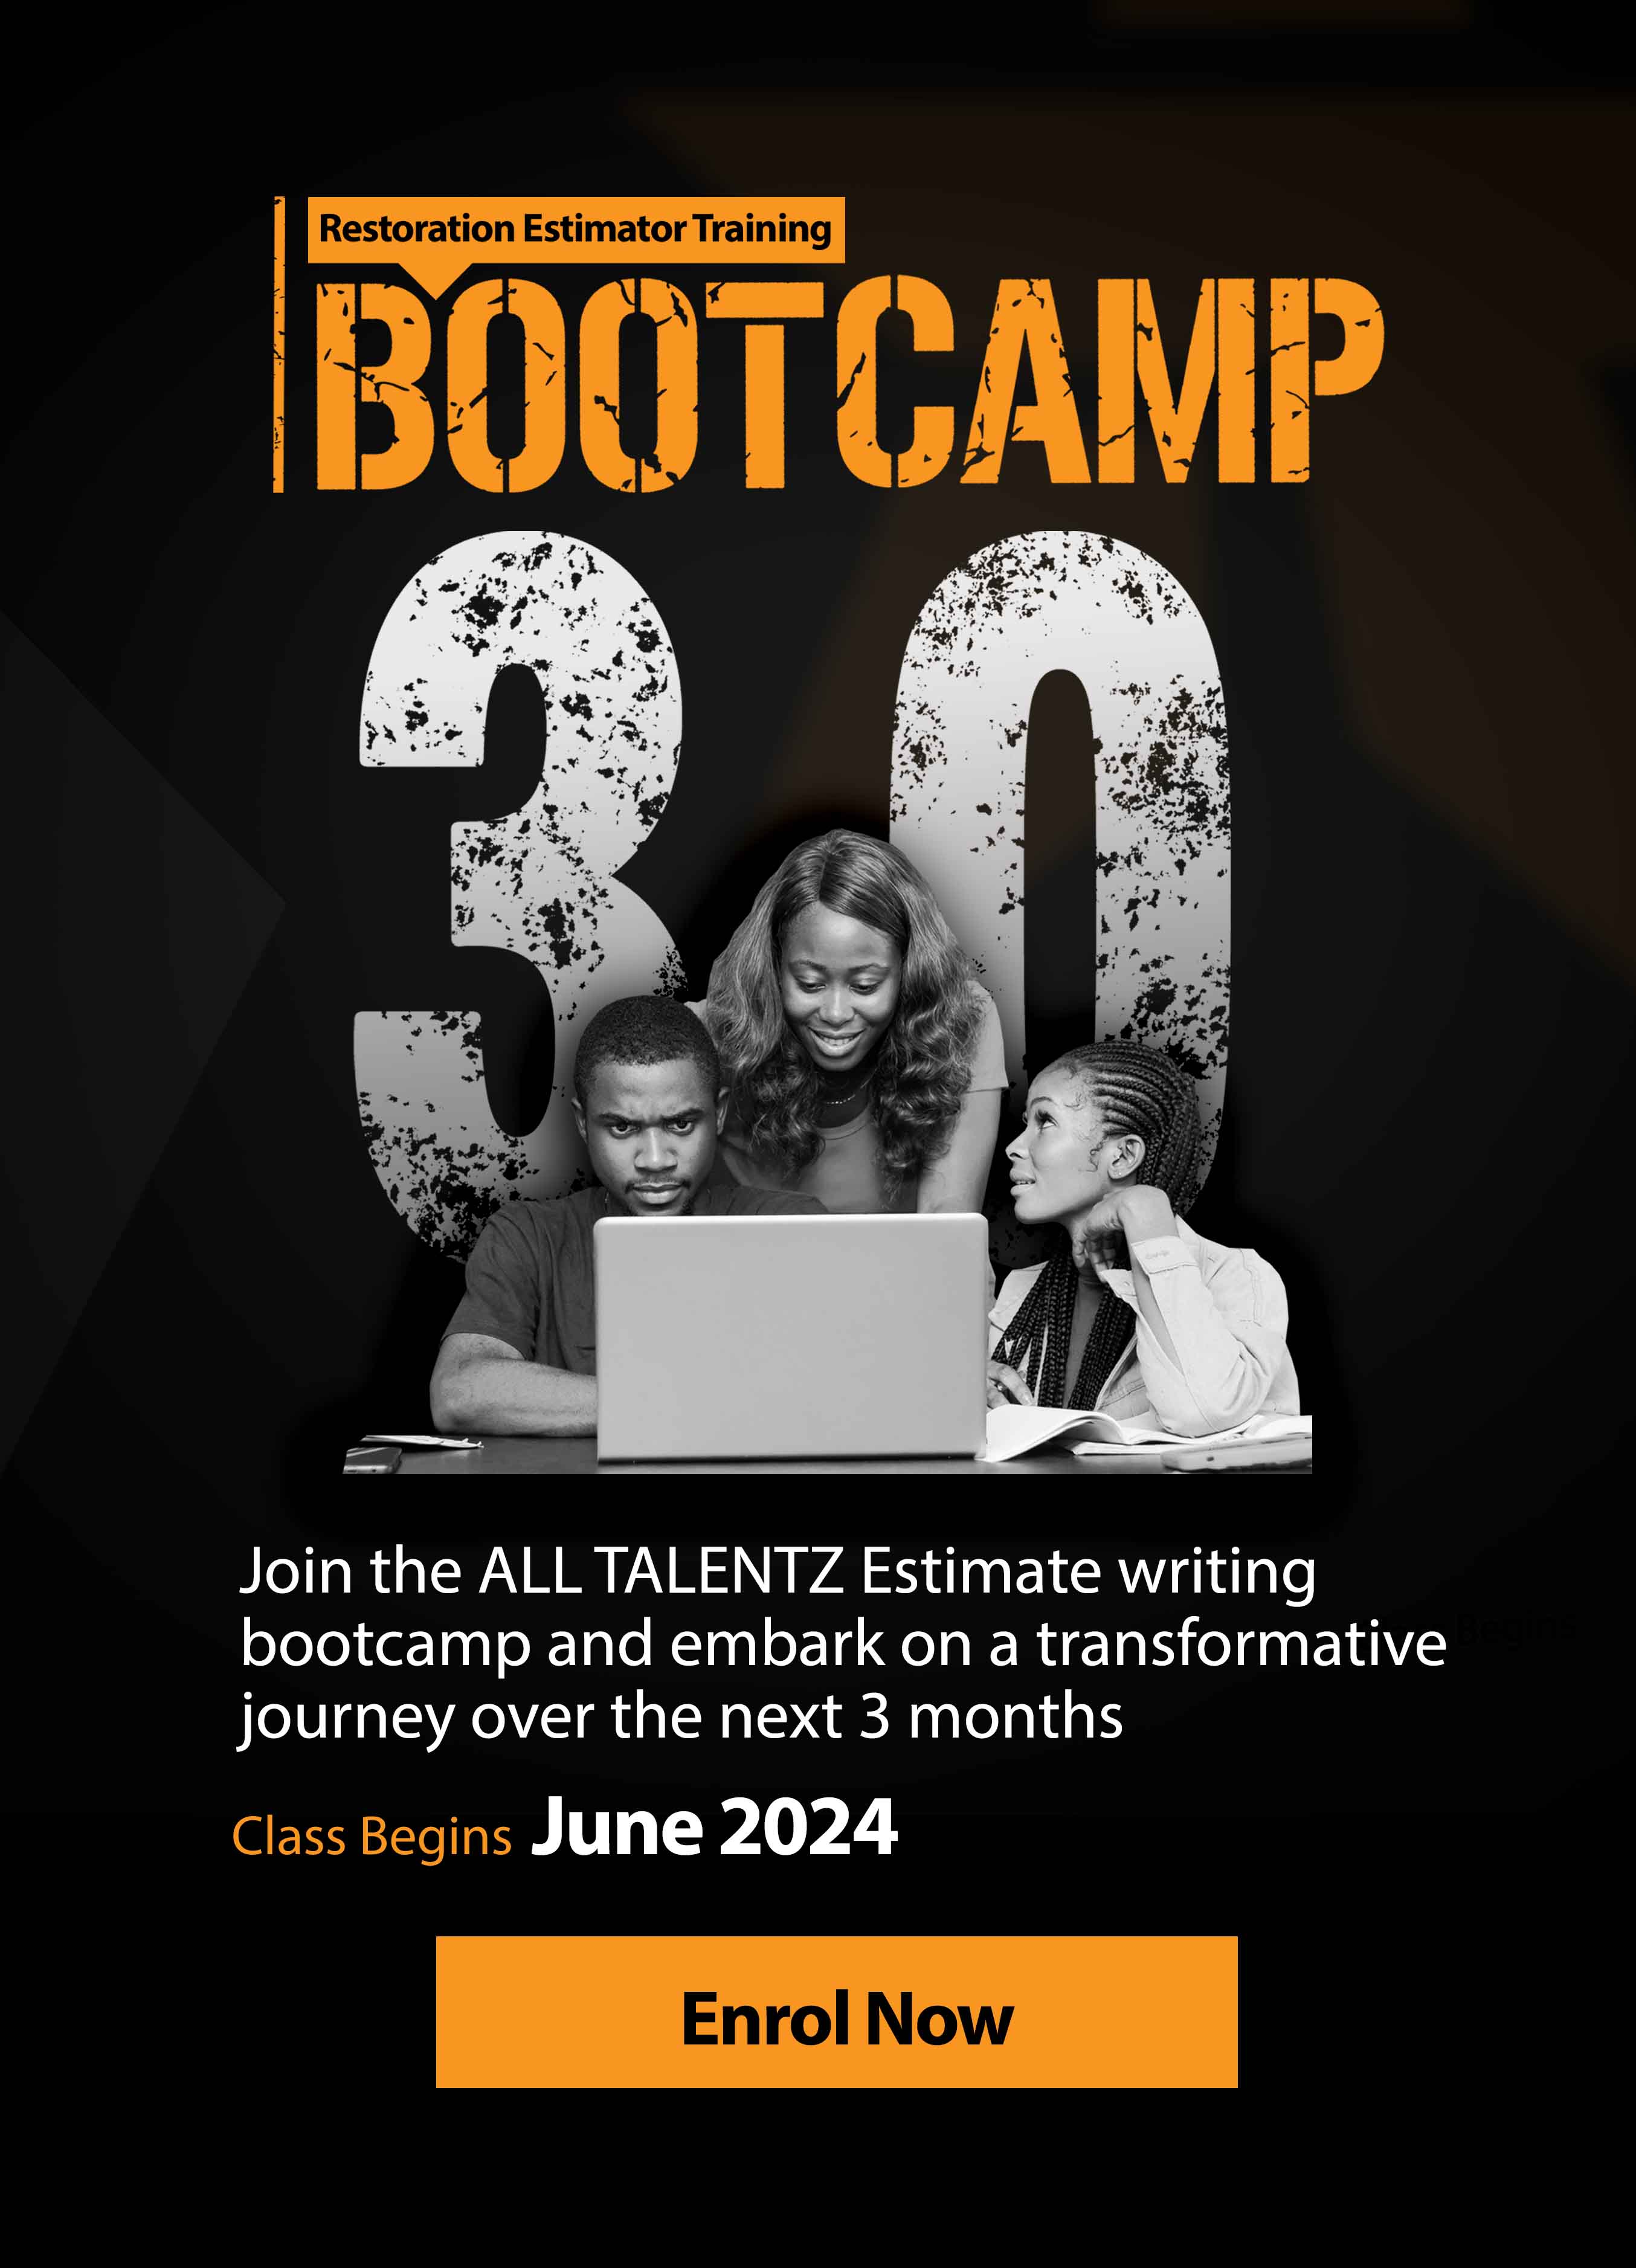 Restoration Estimator Training
BOOTCAMP
3.0
Join the ALL TALENTZ Estimate writing
bootcamp and embark on a transformative
Begins
journey over the next 3 months
Class Begins June 2024
Enrol Now